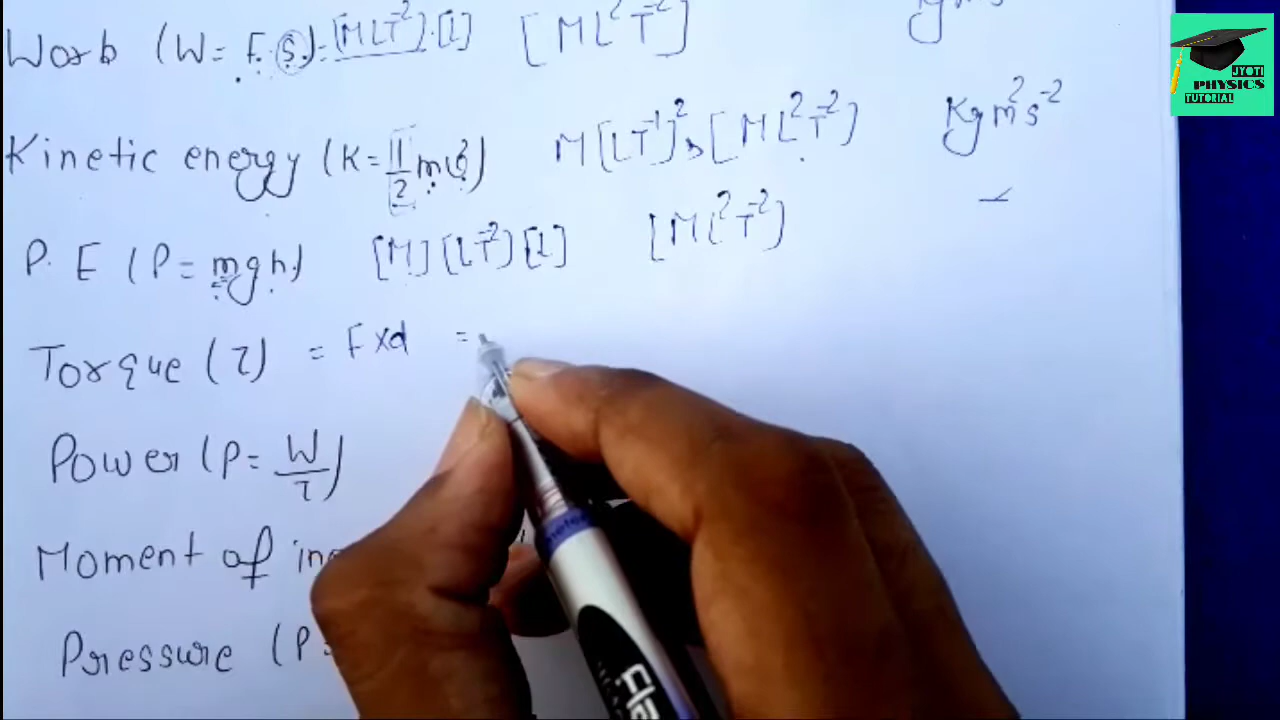 Work (W = F.S) = [MLT⁻²].[L] [ML²T⁻²]
Kinetic energy (K = 1/2 mv²) M[LT⁻¹]², [ML²T⁻²] Kgm²s⁻²
P.E (P = mgh) [M][LT⁻²][L] [ML²T⁻²]
Torque (τ) = F×d =
Power (P = W/T)
Moment of
Pressure (P =
JYOTI
PHYSICS
TUTORIAL